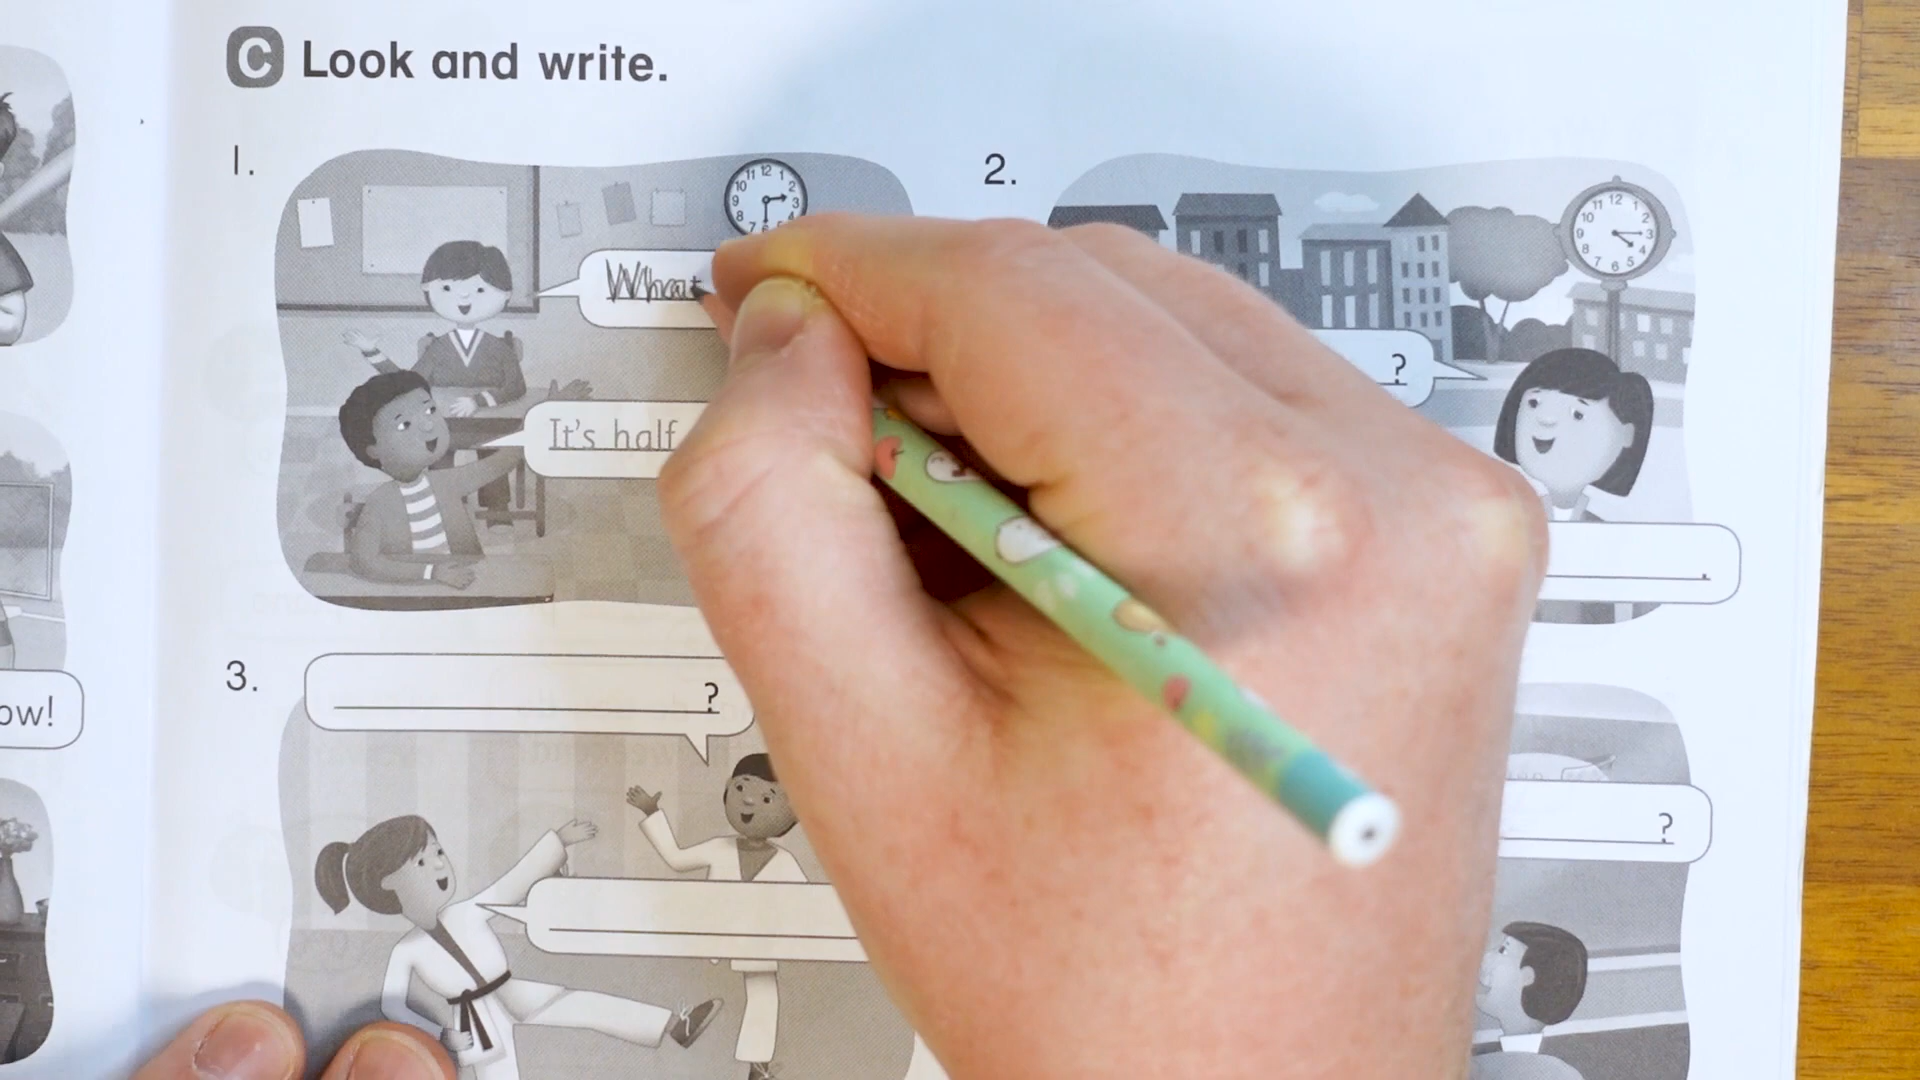 C Look and write.
1.
What
It's half
2.
?
.
3.
?
ow!
?